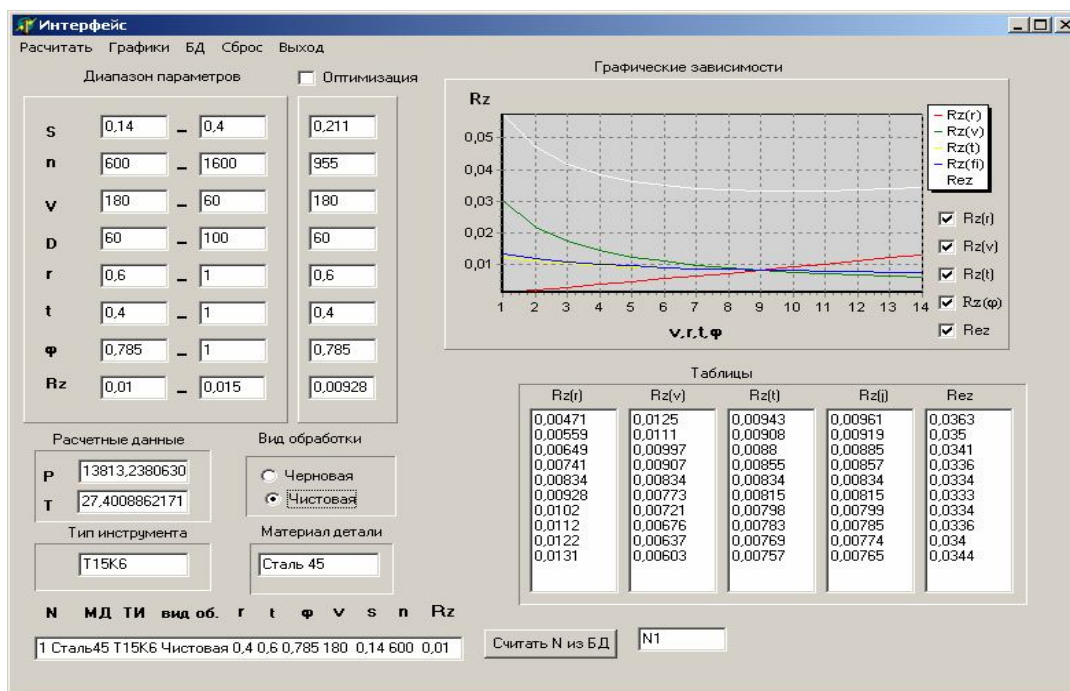 Интерфейс
Расчитать Графики БД Сброс Выход
Диапазон параметров
Оптимизация
S 0,14 – 0,4 0,211
n 600 – 1600 955
V 180 – 60 180
D 60 – 100 60
r 0,6 – 1 0,6
t 0,4 – 1 0,4
φ 0,785 – 1 0,785
Rz 0,01 – 0,015 0,00928
Графические зависимости
Rz
0,05
0,04
0,03
0,02
0,01
1 2 3 4 5 6 7 8 9 10 11 12 13 14
v,r,t,φ
Rz(r)
Rz(v)
Rz(t)
Rz(fi)
Rez
Rz(r)
Rz(v)
Rz(t)
Rz(φ)
Rez
Расчетные данные
P 13813,2380630
T 27,4008862171
Вид обработки
Черновая
Чистовая
Тип инструмента
T15K6
Материал детали
Сталь 45
Таблицы
Rz(r) Rz(v) Rz(t) Rz(j) Rez
0,00471 0,0125 0,00943 0,00961 0,0363
0,00559 0,0111 0,00908 0,00919 0,035
0,00649 0,00997 0,0088 0,00885 0,0341
0,00741 0,00907 0,00855 0,00857 0,0336
0,00834 0,00834 0,00834 0,00834 0,0334
0,00928 0,00773 0,00815 0,00815 0,0333
0,0102 0,00721 0,00798 0,00799 0,0334
0,0112 0,00676 0,00783 0,00785 0,0336
0,0122 0,00637 0,00769 0,00774 0,034
0,0131 0,00603 0,00757 0,00765 0,0344
N МД ТИ вид об. r t φ v s n Rz
1 Сталь45 T15K6 Чистовая 0,4 0,6 0,785 180 0,14 600 0,01
Считать N из БД
N1